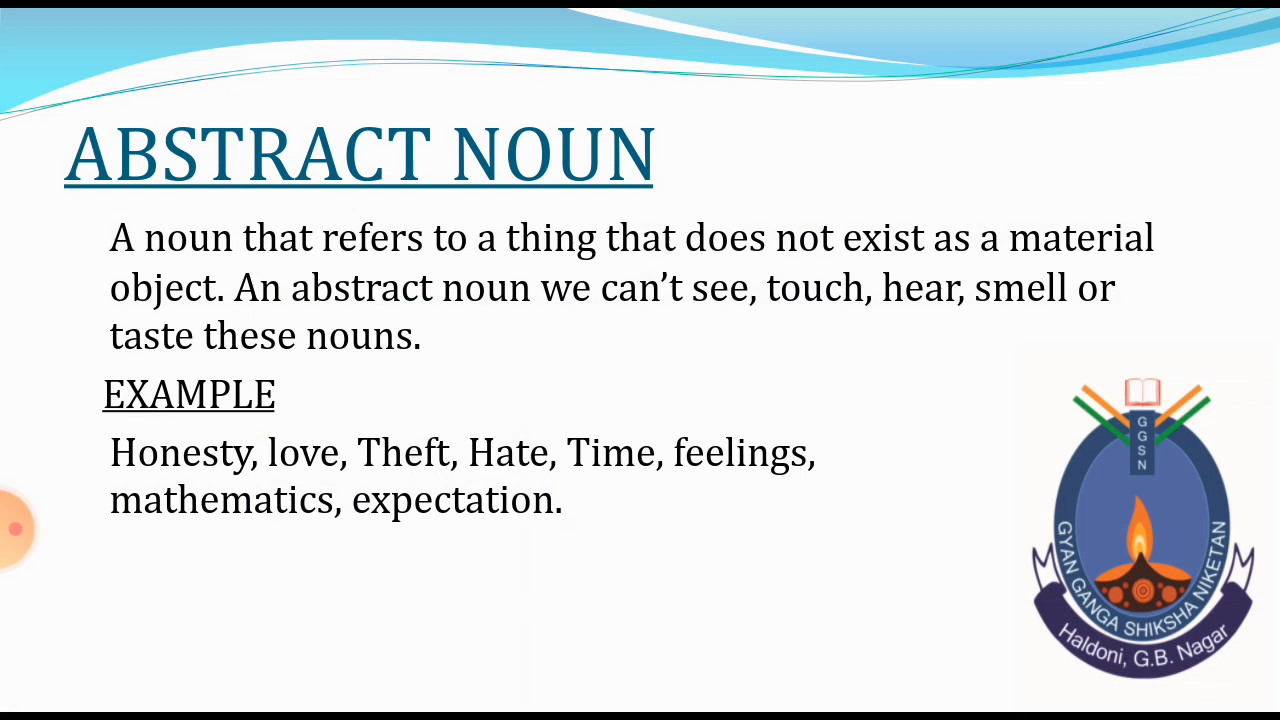 ABSTRACT NOUN
A noun that refers to a thing that does not exist as a material
object. An abstract noun we can’t see, touch, hear, smell or
taste these nouns.
EXAMPLE
Honesty, love, Theft, Hate, Time, feelings,
mathematics, expectation.
GGSN
GYAN GANGA SHIKSHA NIKETAN
Haldoni, G.B. Nagar